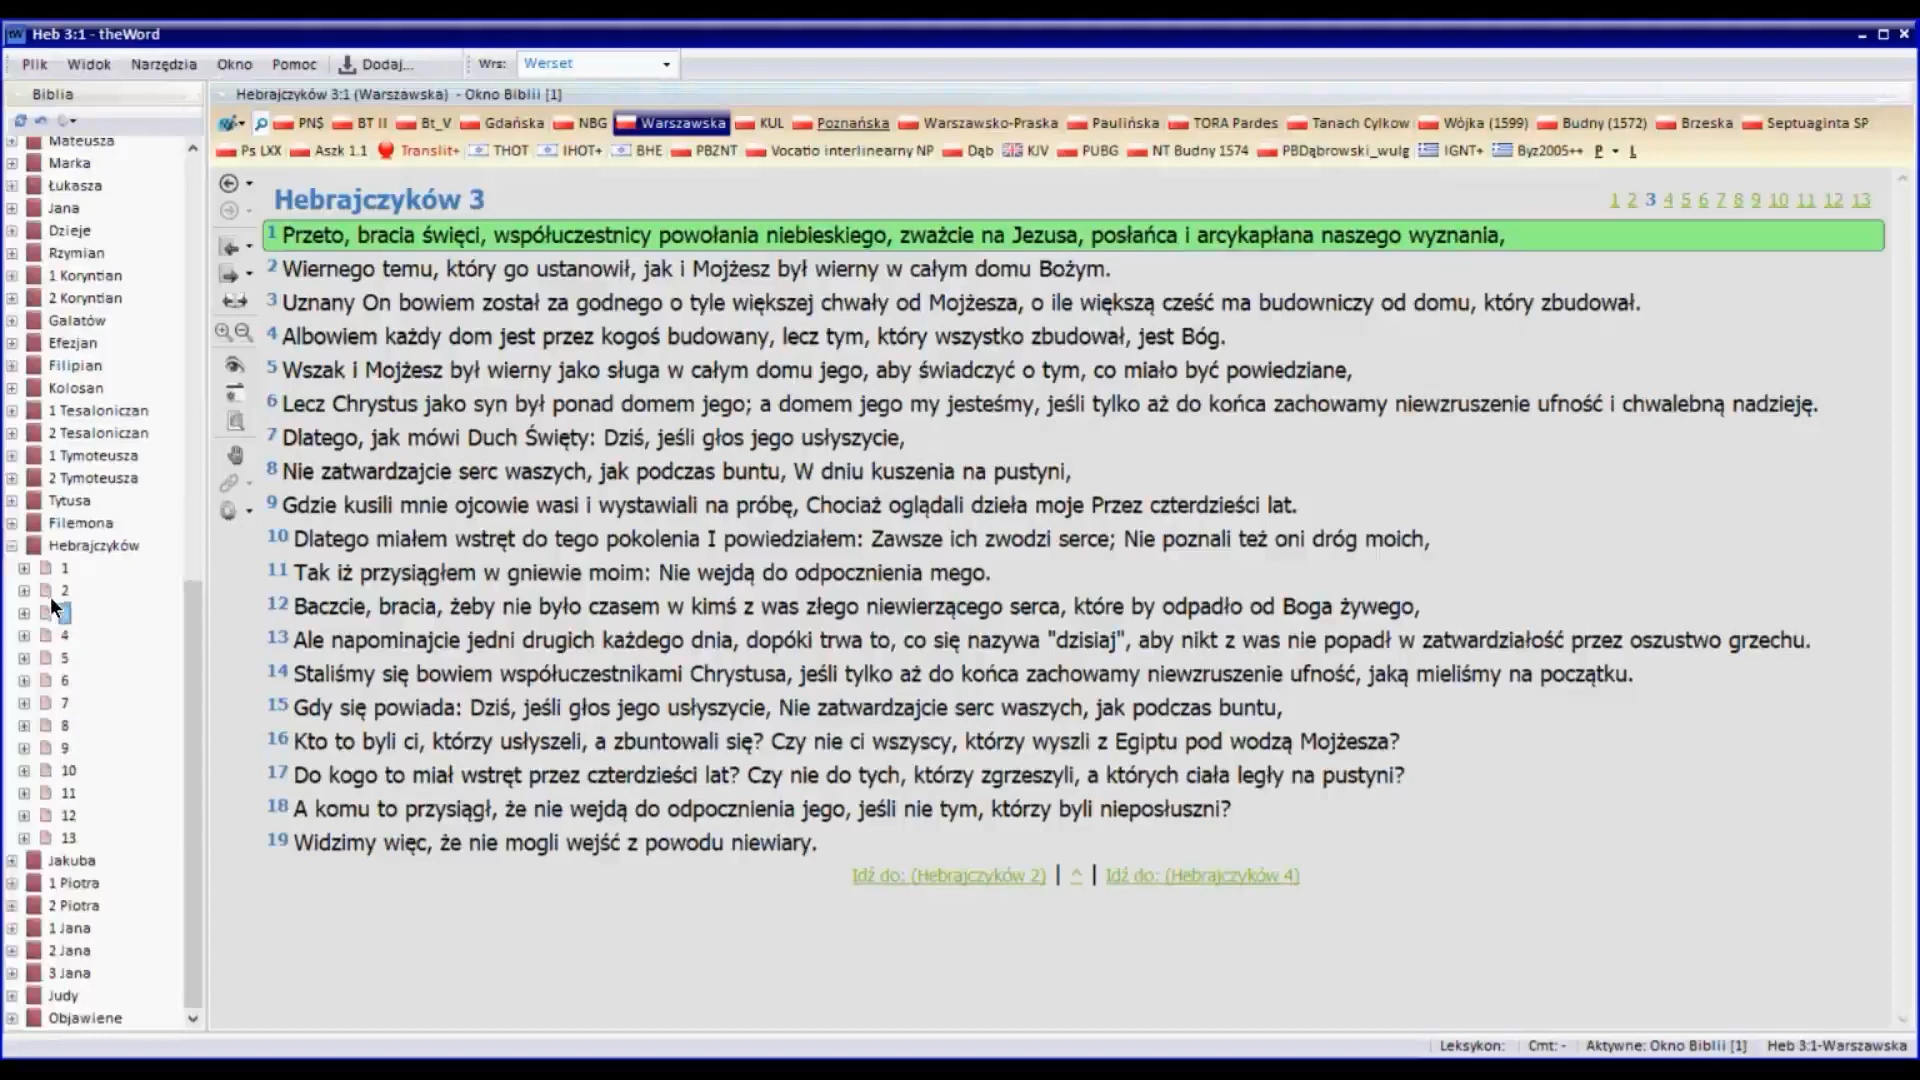 Heb 3:1 - theWord
Plik Widok Narzędzia Okno Pomoc Dodaj... Wrs: Werset
Biblia
Hebrajczyków 3:1 (Warszawska) - Okno Biblii [1]
PNŚ BT II Bt_V Gdańska NBG Warszawska KUL Poznańska Warszawsko-Praska Paulińska TORA Pardes Tanach Cylkow Wójka (1599) Budny (1572) Brzeska Septuaginta SP
Ps LXX Aszk 1.1 Translit+ THOT IHOT+ BHE PBZNT Vocatio interlinearny NP Dąb KJV PUBG NT Budny 1574 PBDąbrowski_wulg IGNT+ Byz2005++ P L
Mateusza
Marka
Łukasza
Jana
Dzieje
Rzymian
1 Koryntian
2 Koryntian
Galatów
Efezjan
Filipian
Kolosan
1 Tesaloniczan
2 Tesaloniczan
1 Tymoteusza
2 Tymoteusza
Tytusa
Filemona
Hebrajczyków
1
2
4
5
6
7
8
9
10
11
12
13
Jakuba
1 Piotra
2 Piotra
1 Jana
2 Jana
3 Jana
Judy
Objawiene
Hebrajczyków 3
1 2 3 4 5 6 7 8 9 10 11 12 13
1 Przeto, bracia święci, współuczestnicy powołania niebieskiego, zważcie na Jezusa, posłańca i arcykapłana naszego wyznania,
2 Wiernego temu, który go ustanowił, jak i Mojżesz był wierny w całym domu Bożym.
3 Uznany On bowiem został za godnego o tyle większej chwały od Mojżesza, o ile większą cześć ma budowniczy od domu, który zbudował.
4 Albowiem każdy dom jest przez kogoś budowany, lecz tym, który wszystko zbudował, jest Bóg.
5 Wszak i Mojżesz był wierny jako sługa w całym domu jego, aby świadczyć o tym, co miało być powiedziane,
6 Lecz Chrystus jako syn był ponad domem jego; a domem jego my jesteśmy, jeśli tylko aż do końca zachowamy niewzruszenie ufność i chwalebną nadzieję.
7 Dlatego, jak mówi Duch Święty: Dziś, jeśli głos jego usłyszycie,
8 Nie zatwardzajcie serc waszych, jak podczas buntu, W dniu kuszenia na pustyni,
9 Gdzie kusili mnie ojcowie wasi i wystawiali na próbę, Chociaż oglądali dzieła moje Przez czterdzieści lat.
10 Dlatego miałem wstręt do tego pokolenia I powiedziałem: Zawsze ich zwodzi serce; Nie poznali też oni dróg moich,
11 Tak iż przysiągłem w gniewie moim: Nie wejdą do odpocznienia mego.
12 Baczcie, bracia, żeby nie było czasem w kimś z was złego niewierzącego serca, które by odpadło od Boga żywego,
13 Ale napominajcie jedni drugich każdego dnia, dopóki trwa to, co się nazywa "dzisiaj", aby nikt z was nie popadł w zatwardziałość przez oszustwo grzechu.
14 Staliśmy się bowiem współuczestnikami Chrystusa, jeśli tylko aż do końca zachowamy niewzruszenie ufność, jaką mieliśmy na początku.
15 Gdy się powiada: Dziś, jeśli głos jego usłyszycie, Nie zatwardzajcie serc waszych, jak podczas buntu,
16 Kto to byli ci, którzy usłyszeli, a zbuntowali się? Czy nie ci wszyscy, którzy wyszli z Egiptu pod wodzą Mojżesza?
17 Do kogo to miał wstręt przez czterdzieści lat? Czy nie do tych, którzy zgrzeszyli, a których ciała legły na pustyni?
18 A komu to przysiągł, że nie wejdą do odpocznienia jego, jeśli nie tym, którzy byli nieposłuszni?
19 Widzimy więc, że nie mogli wejść z powodu niewiary.
Idź do: (Hebrajczyków 2) | ^ | Idź do: (Hebrajczyków 4)
Leksykon: Cmt: - Aktywne: Okno Biblii [1] Heb 3:1-Warszawska